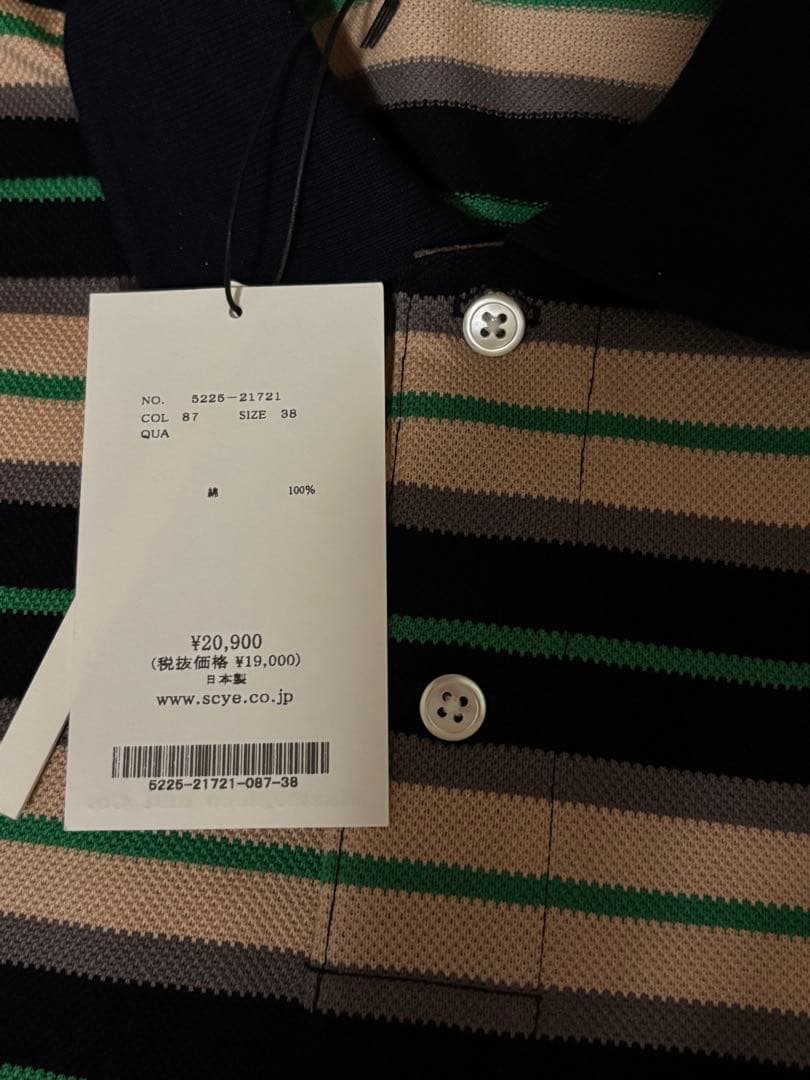 NO. 5225-21721
COL 87 SIZE 38
QUA
綿 100%
¥20,900
(税抜価格 ¥19,000)
日本製
www.scye.co.jp
5225-21721-087-38